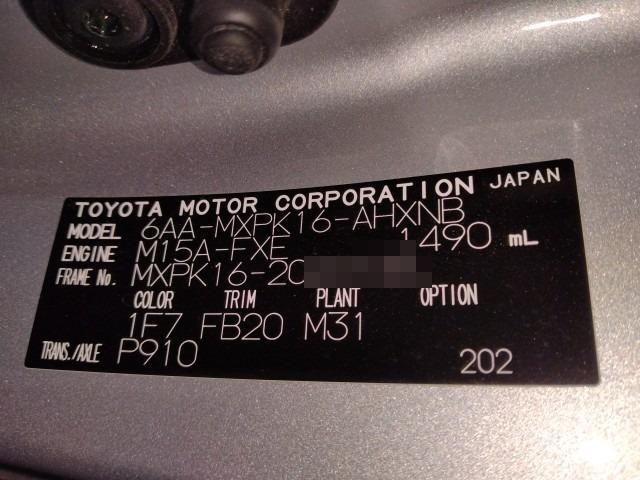 TOYOTA MOTOR CORPORATION JAPAN
MODEL 6AA-MXPK16-AHXNB
ENGINE M15A-FXE 1490 mL
FRAME No. MXPK16-20
COLOR TRIM PLANT OPTION
1F7 FB20 M31
TRANS./AXLE P910 202